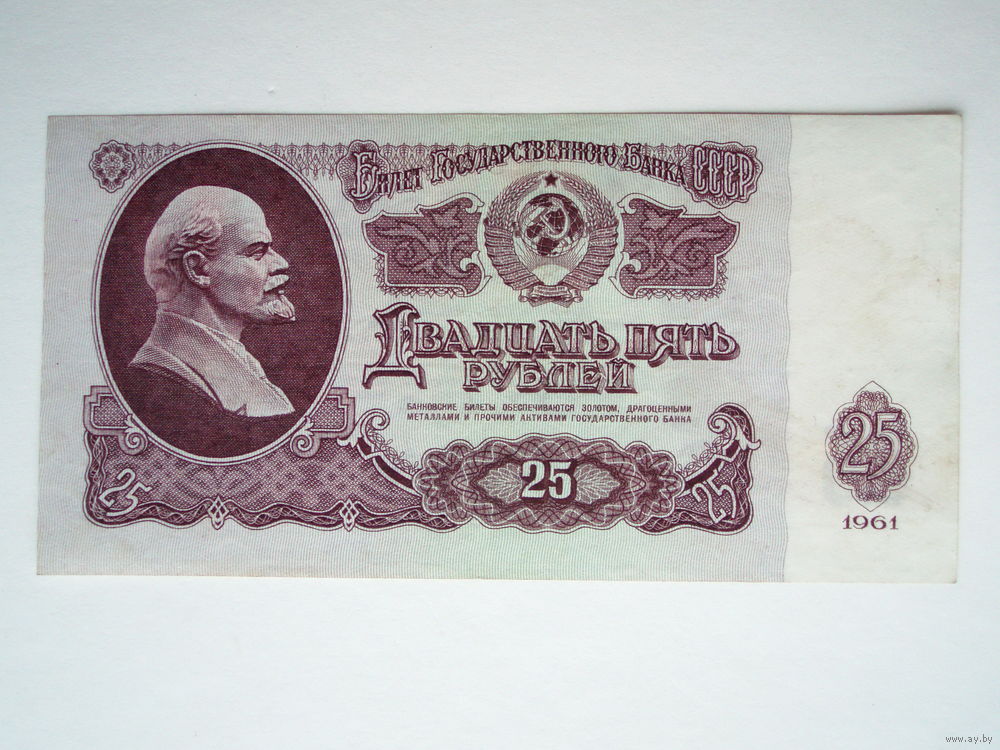 Билет Государственного Банка СССР
Двадцать пять
рублей
БАНКОВСКИЕ БИЛЕТЫ ОБЕСПЕЧИВАЮТСЯ ЗОЛОТОМ, ДРАГОЦЕННЫМИ
МЕТАЛЛАМИ И ПРОЧИМИ АКТИВАМИ ГОСУДАРСТВЕННОГО БАНКА
25
25
25
25
1961
www.ay.by